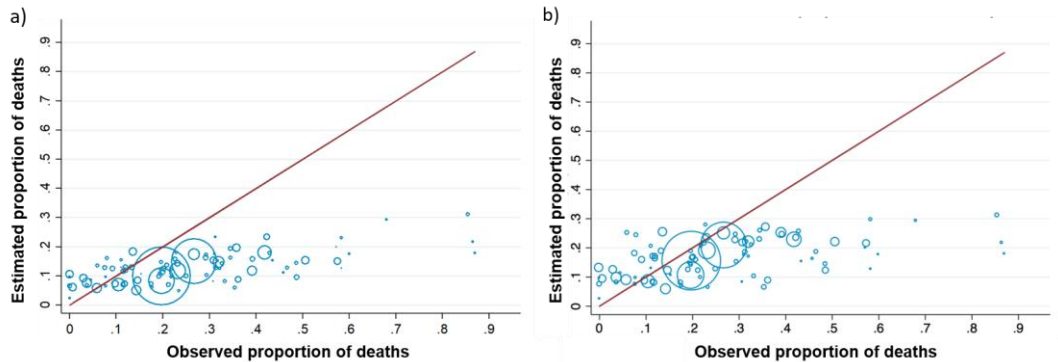 a)
Estimated proportion of deaths
.9
.8
.7
.6
.5
.4
.3
.2
.1
0
0 .1 .2 .3 .4 .5 .6 .7 .8 .9
Observed proportion of deaths
b)
Estimated proportion of deaths
.9
.8
.7
.6
.5
.4
.3
.2
.1
0
0 .1 .2 .3 .4 .5 .6 .7 .8 .9
Observed proportion of deaths